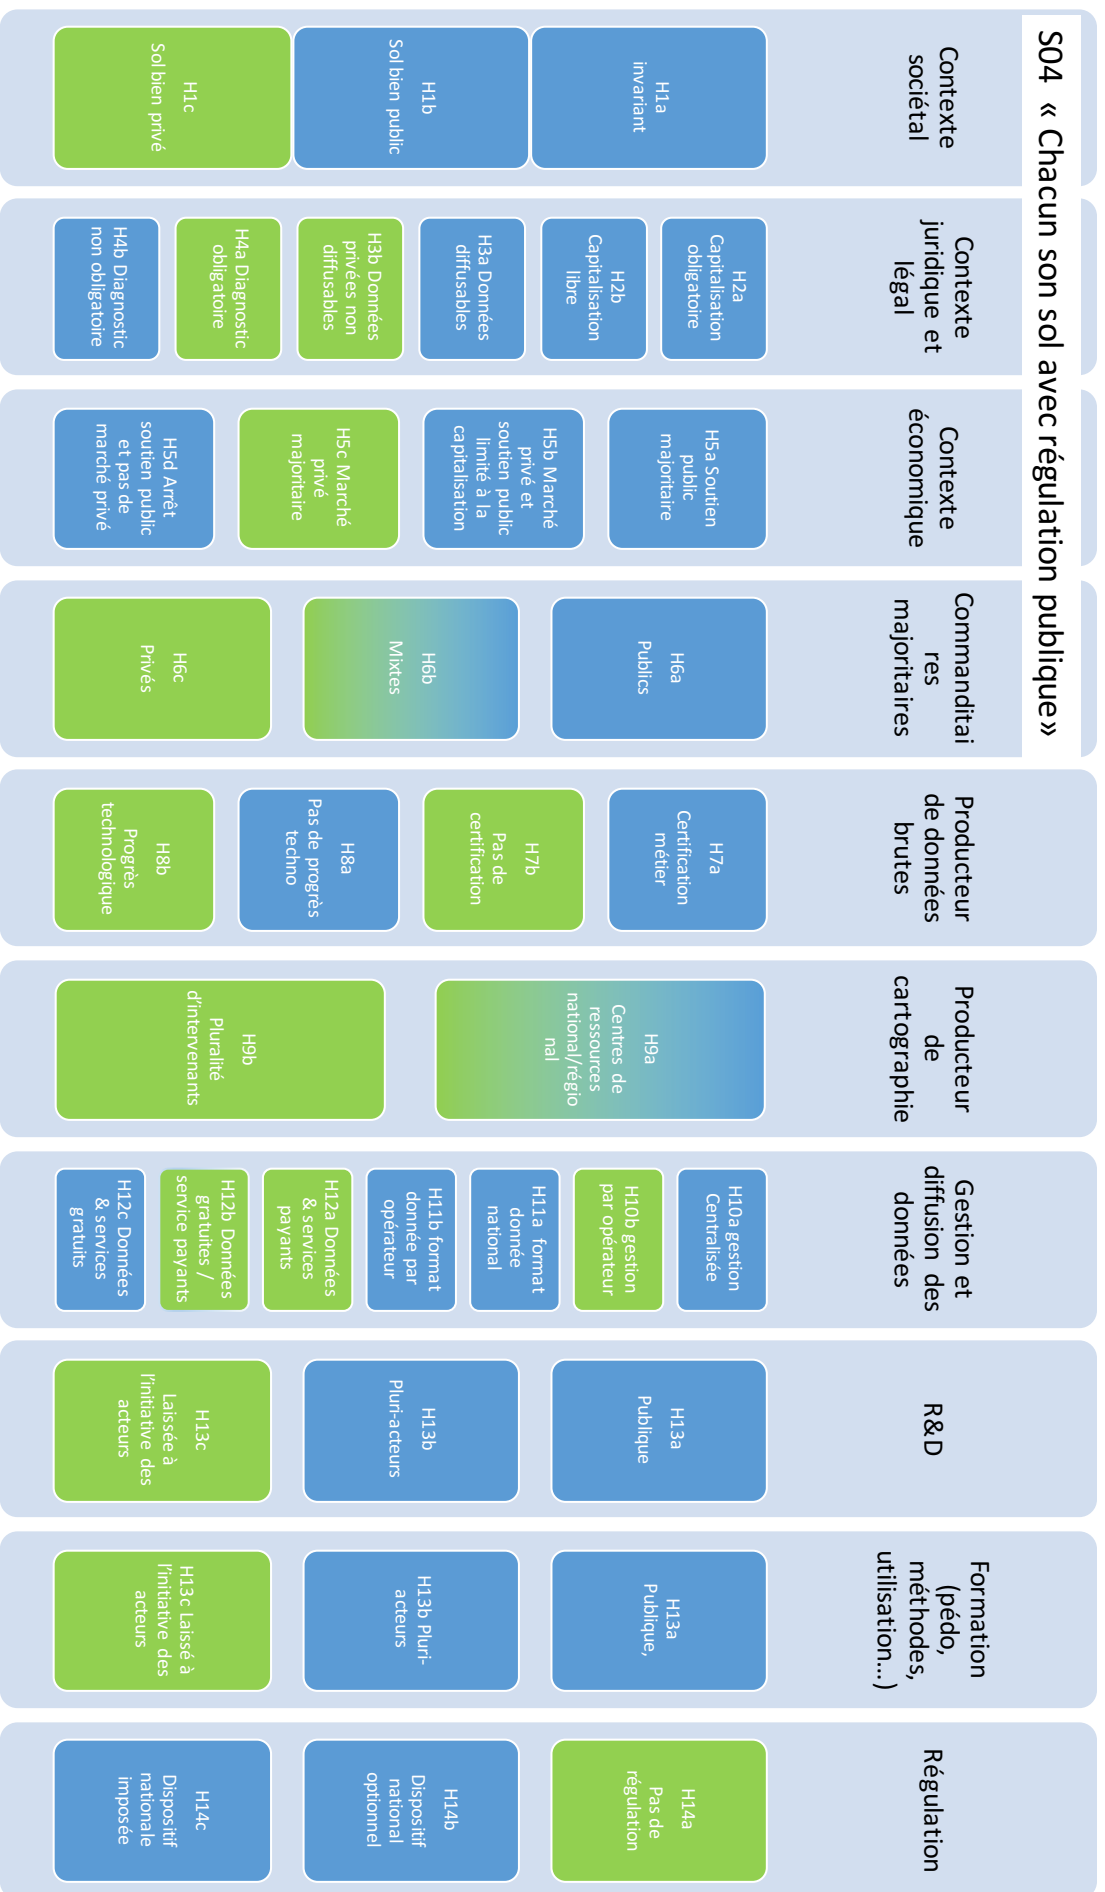 S04 « Chacun son sol avec régulation publique»
Contexte
sociétal
H1a
invariant
H1b
Sol bien public
H1c
Sol bien privé
Contexte
juridique et
légal
H2a
Capitalisation
obligatoire
H2b
Capitalisation
libre
H3a Données
diffusables
H3b Données
privées non
diffusables
H4a Diagnostic
obligatoire
H4b Diagnostic
non obligatoire
Contexte
économique
H5a Soutien
public
majoritaire
H5b Marché
privé et
soutien public
limité à la
capitalisation
H5c Marché
privé
majoritaire
H5d Arrêt
soutien public
et pas de
marché privé
Commanditai
res
majoritaires
H6a
Publics
H6b
Mixtes
H6c
Privés
Producteur
de données
brutes
H7a
Certification
métier
H7b
Pas de
certification
H8a
Pas de progrès
techno
H8b
Progrès
technologique
Producteur
de
cartographie
H9a
Centres de
ressources
national/régio
nal
H9b
Pluralité
d'intervenants
Gestion et
diffusion des
données
H10a gestion
Centralisée
H10b gestion
par opérateur
H11a format
donnée
national
H11b format
donnée par
opérateur
H12a Données
& services
payants
H12b Données
gratuites /
service payants
H12c Données
& services
gratuits
R&D
H13a
Publique
H13b
Pluri-acteurs
H13c
Laissée à
l'initiative des
acteurs
Formation
(pédo,
méthodes,
utilisation…)
H13a
Publique,
H13b Pluri-
acteurs
H13c Laissé à
l'initiative des
acteurs
Régulation
H14a
Pas de
régulation
H14b
Dispositif
national
optionnel
H14c
Dispositif
nationale
imposée